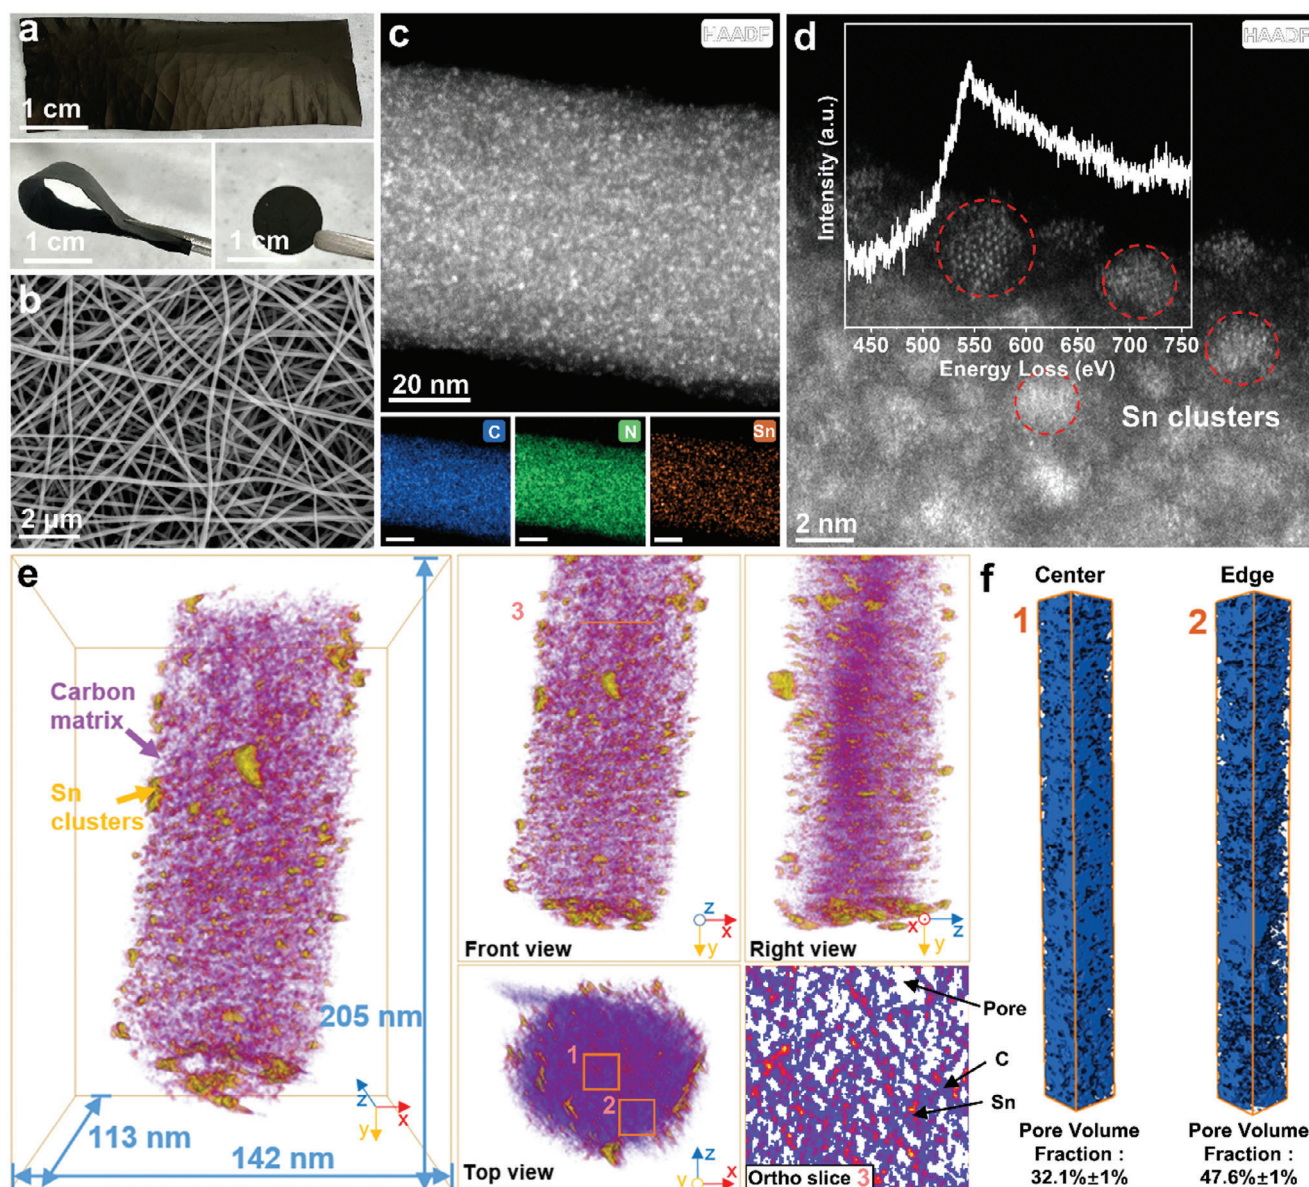 a
1 cm
1 cm
1 cm
b
2 μm
c
HAADF
20 nm
C
N
Sn
d
HAADF
Intensity (a.u.)
450 500 550 600 650 700 750
Energy Loss (eV)
Sn clusters
2 nm
e
Carbon
matrix
Sn
clusters
205 nm
113 nm
142 nm
z
x
y
3
Front view
z
x
y
Right view
x
z
y
1
2
Top view
z
y
x
Pore
C
Sn
Ortho slice 3
f
Center
Edge
1
2
Pore Volume
Fraction :
32.1%±1%
Pore Volume
Fraction :
47.6%±1%